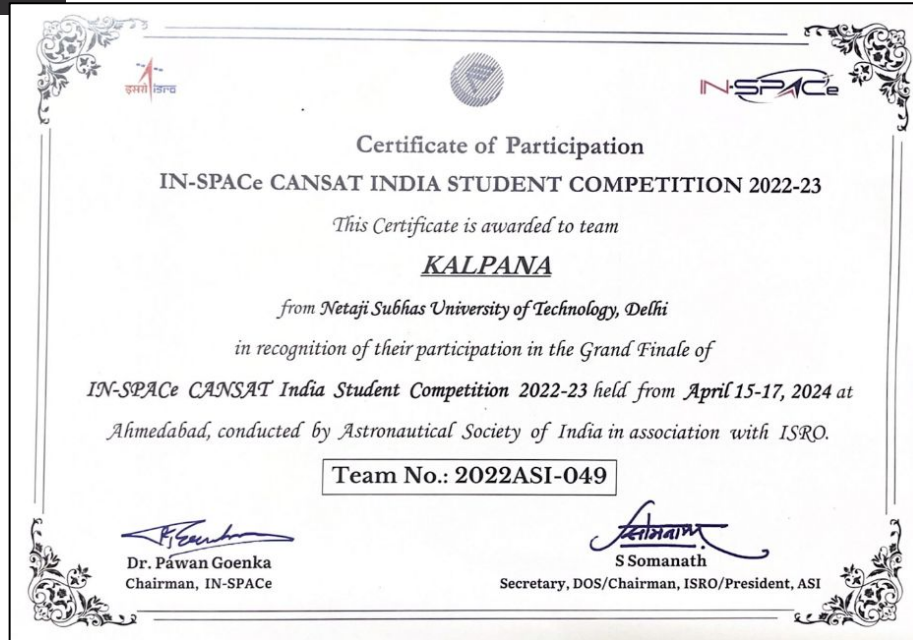 इसरो isro
IN-SPACe
Certificate of Participation
IN-SPACe CANSAT INDIA STUDENT COMPETITION 2022-23
This Certificate is awarded to team
KALPANA
from Netaji Subhas University of Technology, Delhi
in recognition of their participation in the Grand Finale of
IN-SPACe CANSAT India Student Competition 2022-23 held from April 15-17, 2024 at
Ahmedabad, conducted by Astronautical Society of India in association with ISRO.
Team No.: 2022ASI-049
Dr. Pawan Goenka
S Somanath
Chairman, IN-SPACe
Secretary, DOS/Chairman, ISRO/President, ASI